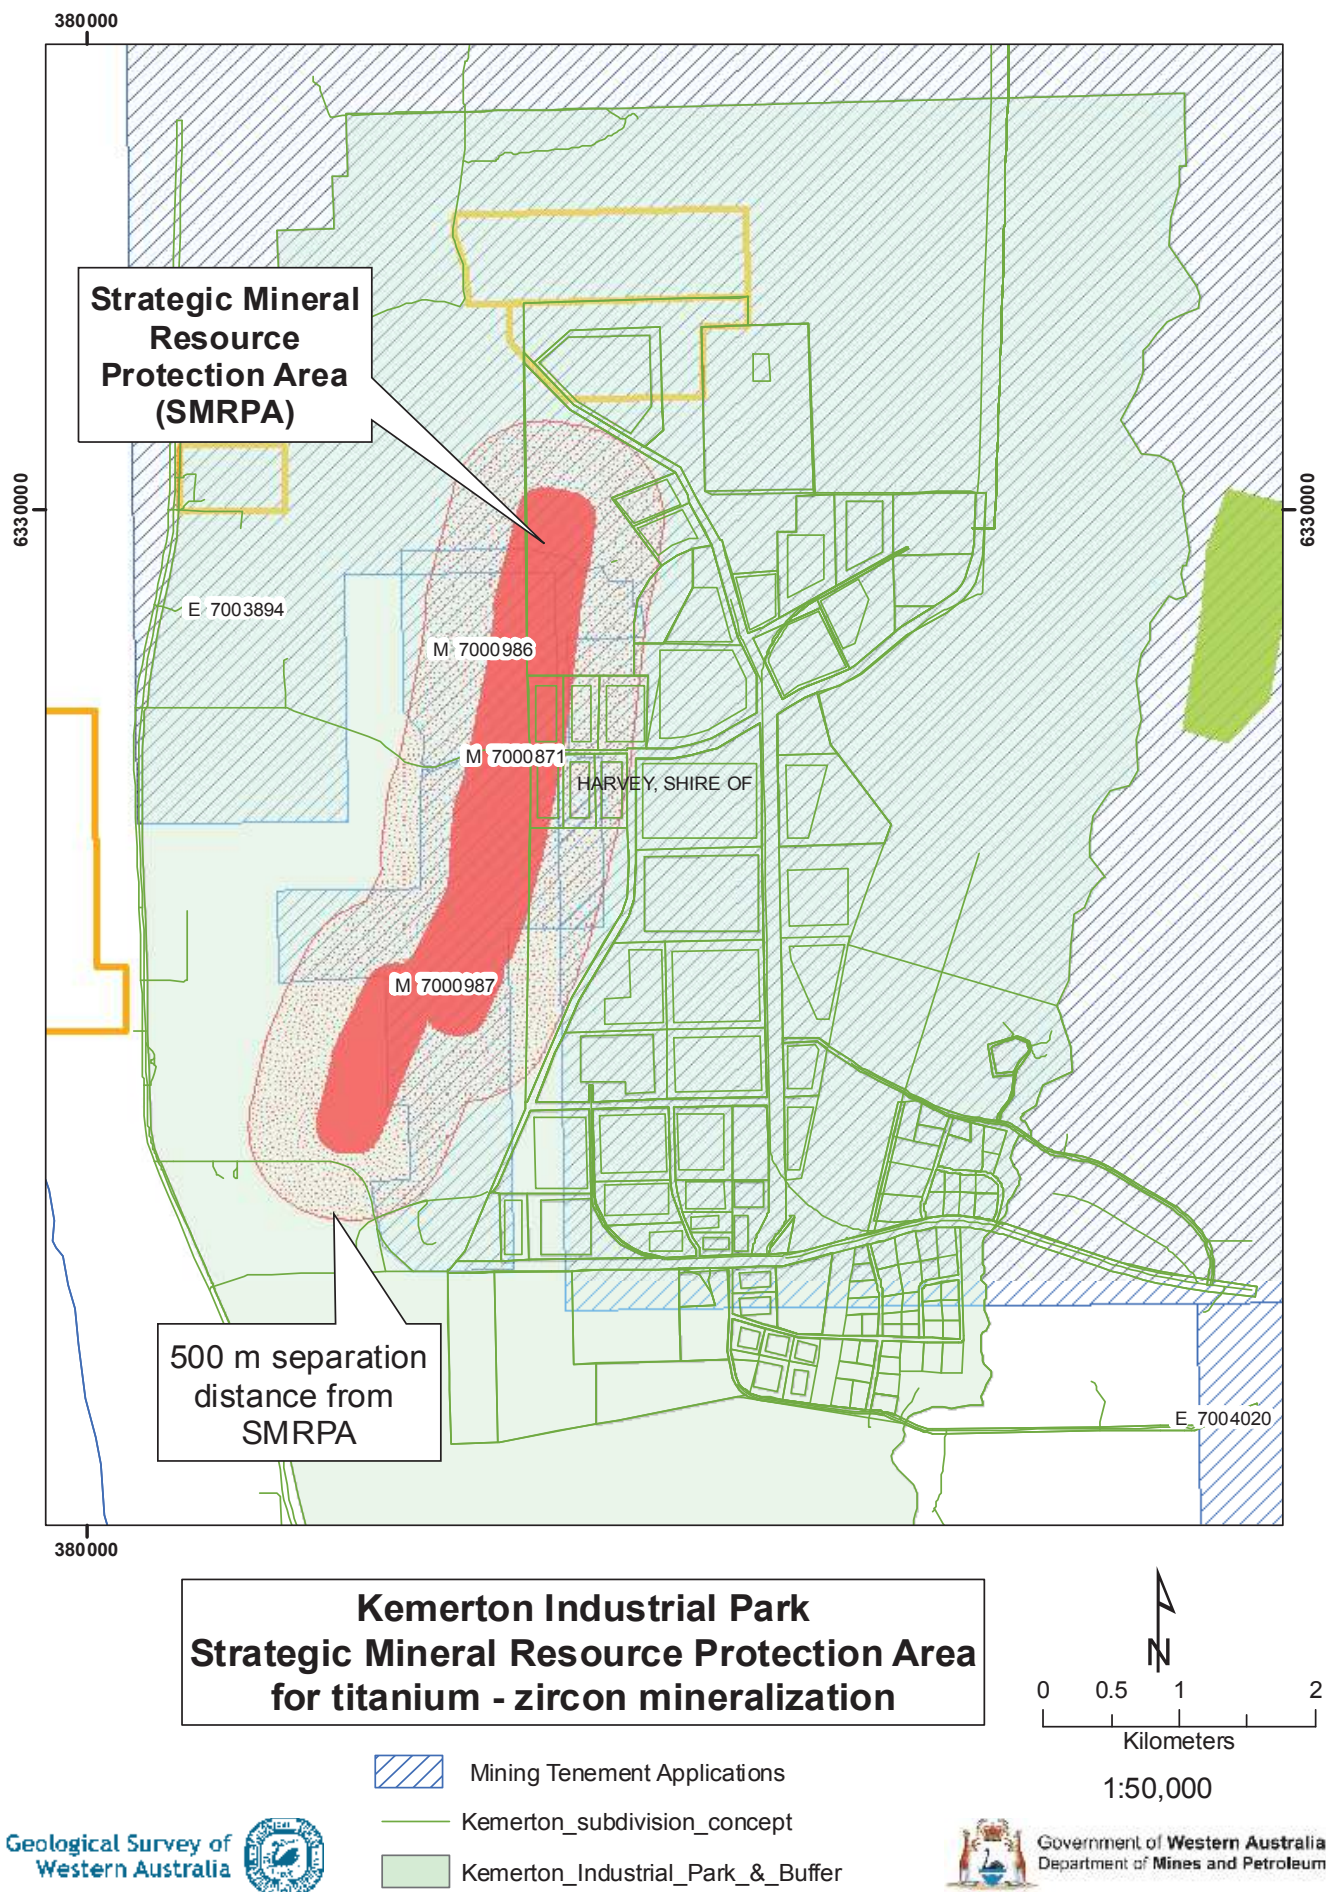 380000
Strategic Mineral
Resource
Protection Area
(SMRPA)
6330000
6330000
E 7003894
M 7000986
M 7000871
HARVEY, SHIRE OF
M 7000987
500 m separation
distance from
SMRPA
E 7004020
380000
Kemerton Industrial Park
Strategic Mineral Resource Protection Area
for titanium - zircon mineralization
N
0 0.5 1 2
Kilometers
1:50,000
Mining Tenement Applications
Kemerton_subdivision_concept
Kemerton_Industrial_Park_&_Buffer
Geological Survey of
Western Australia
Government of Western Australia
Department of Mines and Petroleum